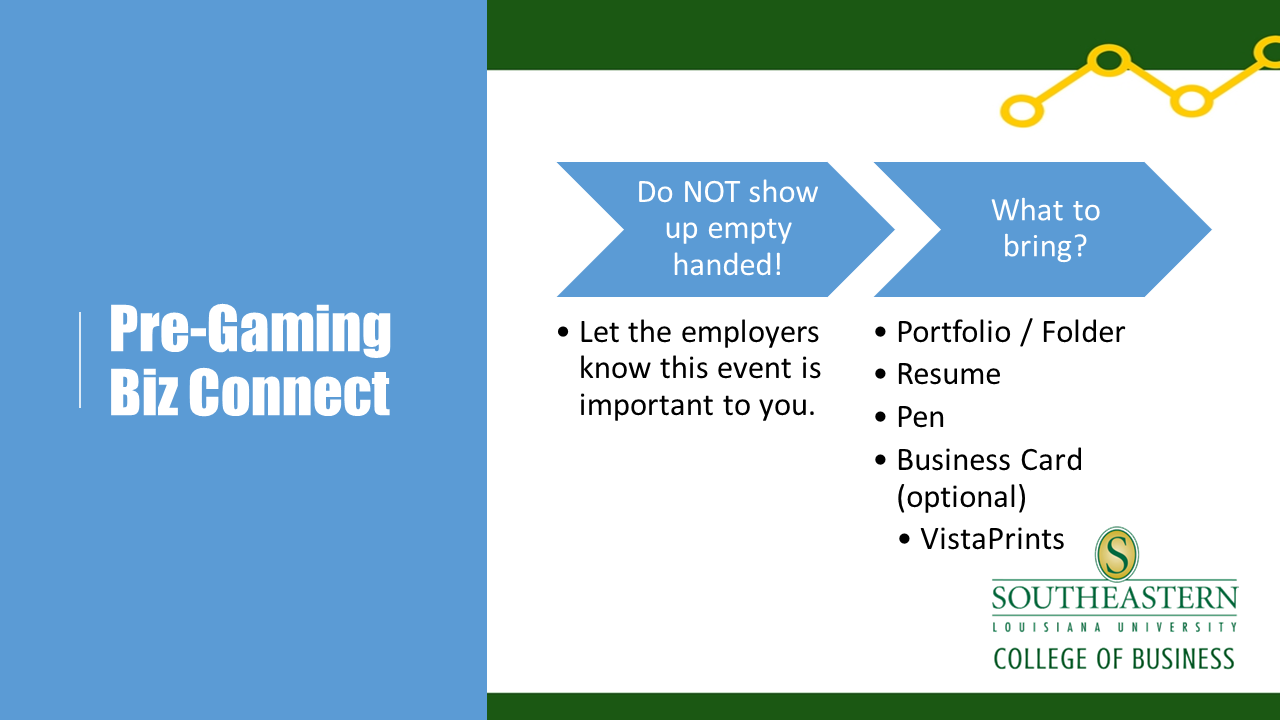 Pre-Gaming
Biz Connect
Do NOT show
up empty
handed!
• Let the employers
know this event is
important to you.
What to
bring?
• Portfolio / Folder
• Resume
• Pen
• Business Card
(optional)
• VistaPrints
S
SOUTHEASTERN
LOUISIANA UNIVERSITY
COLLEGE OF BUSINESS